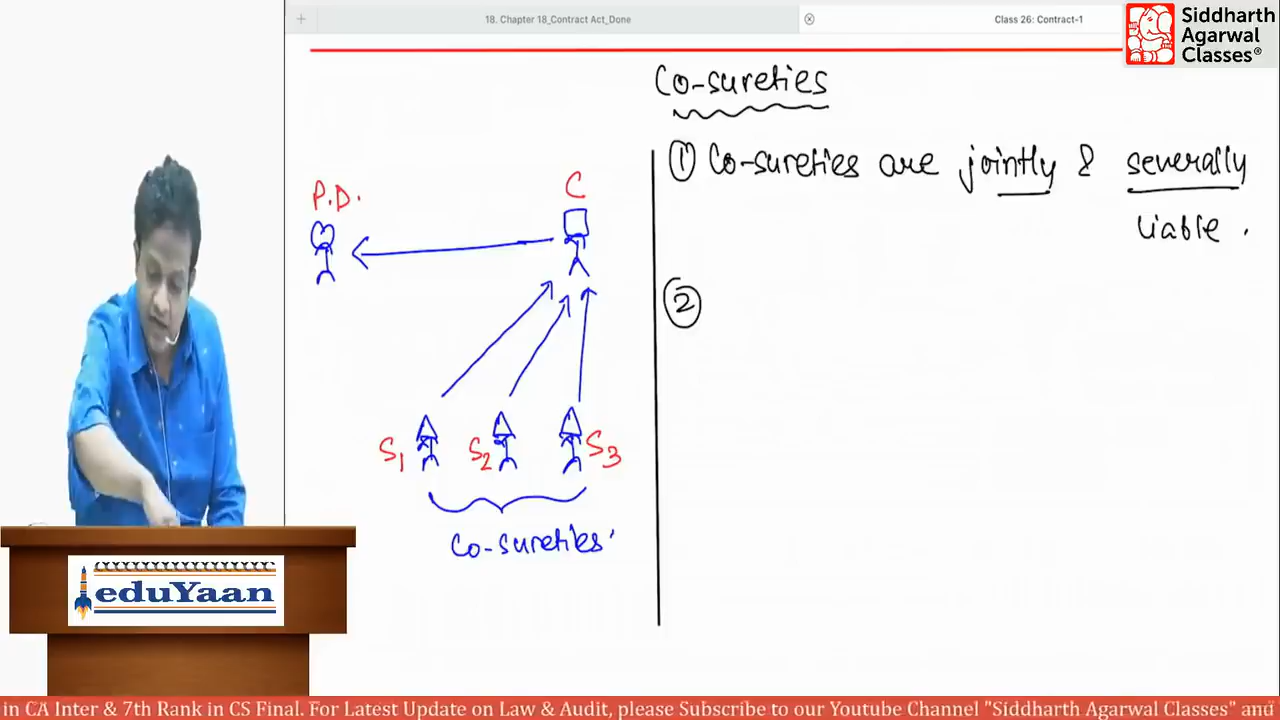 18. Chapter 18_Contract Act_Done
Class 26: Contract-1
Siddharth
Agarwal
Classes®
Co-sureties
① Co-sureties are jointly & severally
liable.
②
P.D.
C
S1
S2
S3
Co-sureties
eduYaan
in CA Inter & 7th Rank in CS Final. For Latest Update on Law & Audit, please Subscribe to our Youtube Channel "Siddharth Agarwal Classes" and